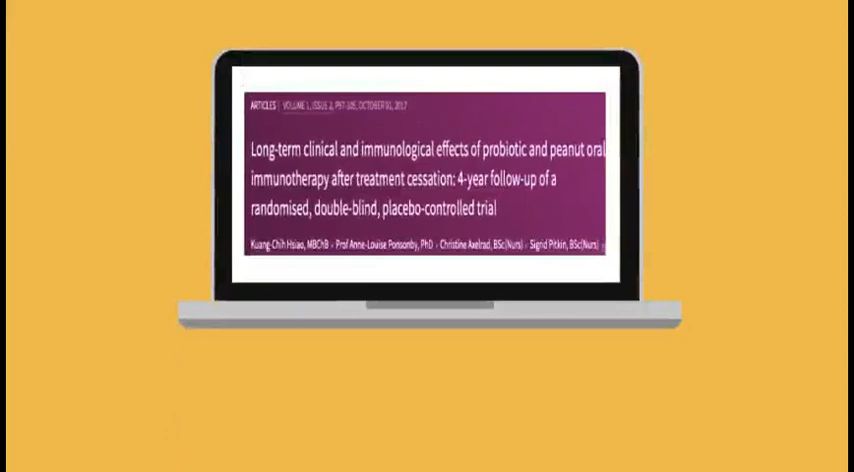 ARTICLES | VOLUME 1, ISSUE 2, P97-105, OCTOBER 01, 2017
Long-term clinical and immunological effects of probiotic and peanut oral
immunotherapy after treatment cessation: 4-year follow-up of a
randomised, double-blind, placebo-controlled trial
Kuang-Chih Hsiao, MBChB • Prof Anne-Louise Ponsonby, PhD • Christine Axelrad, BSc(Nurs) • Sigrid Pitkin, BSc(Nurs)